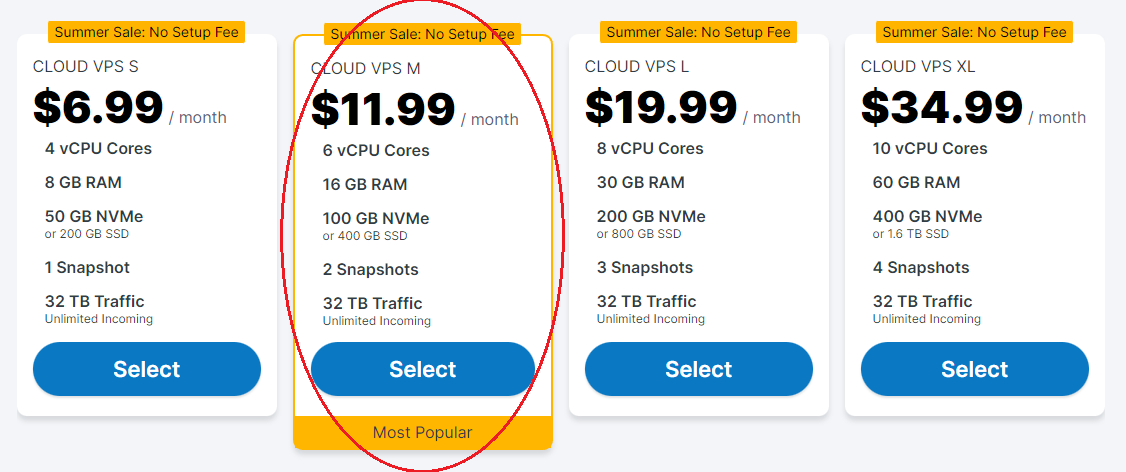 Summer Sale: No Setup Fee
CLOUD VPS S
$6.99 / month
4 vCPU Cores
8 GB RAM
50 GB NVMe
or 200 GB SSD
1 Snapshot
32 TB Traffic
Unlimited Incoming
Select
Summer Sale: No Setup Fee
CLOUD VPS M
$11.99 / month
6 vCPU Cores
16 GB RAM
100 GB NVMe
or 400 GB SSD
2 Snapshots
32 TB Traffic
Unlimited Incoming
Select
Most Popular
Summer Sale: No Setup Fee
CLOUD VPS L
$19.99 / month
8 vCPU Cores
30 GB RAM
200 GB NVMe
or 800 GB SSD
3 Snapshots
32 TB Traffic
Unlimited Incoming
Select
Summer Sale: No Setup Fee
CLOUD VPS XL
$34.99 / month
10 vCPU Cores
60 GB RAM
400 GB NVMe
or 1.6 TB SSD
4 Snapshots
32 TB Traffic
Unlimited Incoming
Select